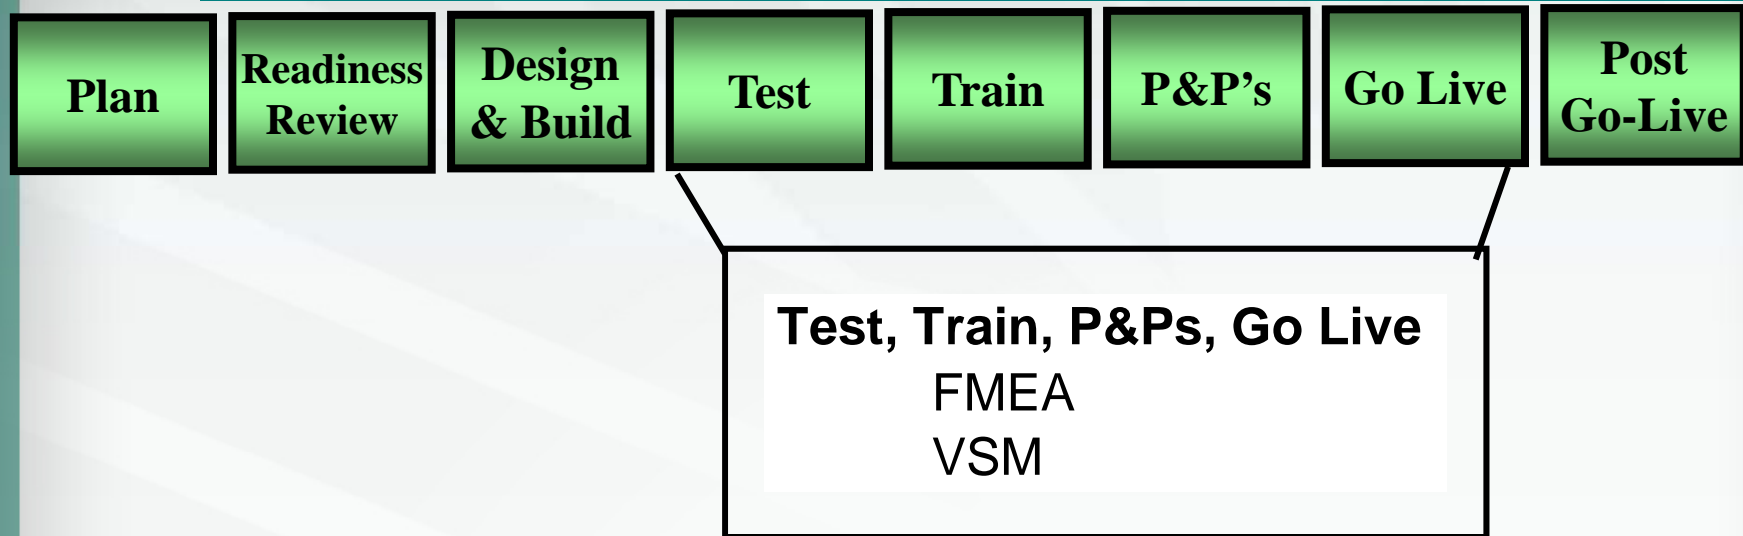 Plan
Readiness
Review
Design
& Build
Test
Train
P&P's
Go Live
Post
Go-Live
Test, Train, P&Ps, Go Live
FMEA
VSM